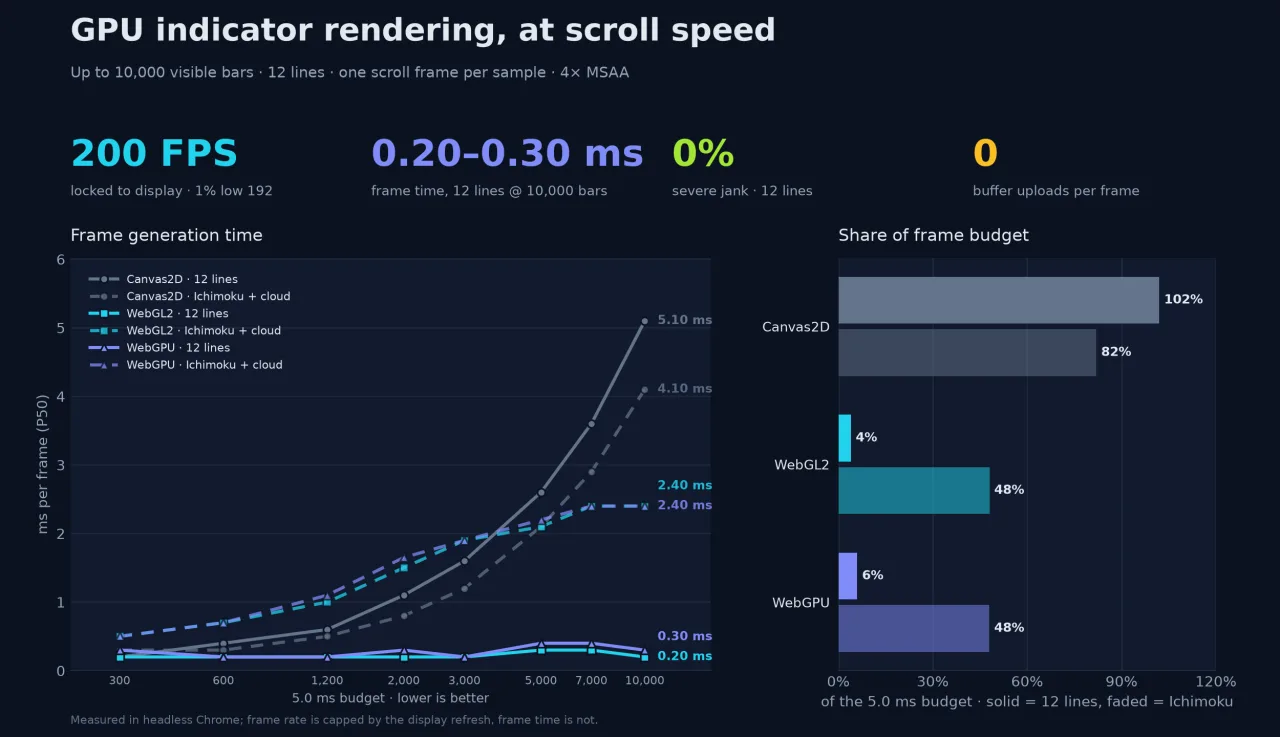 GPU indicator rendering, at scroll speed
Up to 10,000 visible bars · 12 lines · one scroll frame per sample · 4× MSAA
200 FPS
locked to display · 1% low 192
0.20–0.30 ms
frame time, 12 lines @ 10,000 bars
0%
severe jank · 12 lines
0
buffer uploads per frame
Frame generation time
ms per frame (P50)
6
5
4
3
2
1
0
Canvas2D · 12 lines
Canvas2D · Ichimoku + cloud
WebGL2 · 12 lines
WebGL2 · Ichimoku + cloud
WebGPU · 12 lines
WebGPU · Ichimoku + cloud
5.10 ms
4.10 ms
2.40 ms
2.40 ms
0.30 ms
0.20 ms
300 600 1,200 2,000 3,000 5,000 7,000 10,000
5.0 ms budget · lower is better
Measured in headless Chrome; frame rate is capped by the display refresh, frame time is not.
Share of frame budget
Canvas2D
102%
82%
WebGL2
4%
48%
WebGPU
6%
48%
0% 30% 60% 90% 120%
of the 5.0 ms budget · solid = 12 lines, faded = Ichimoku